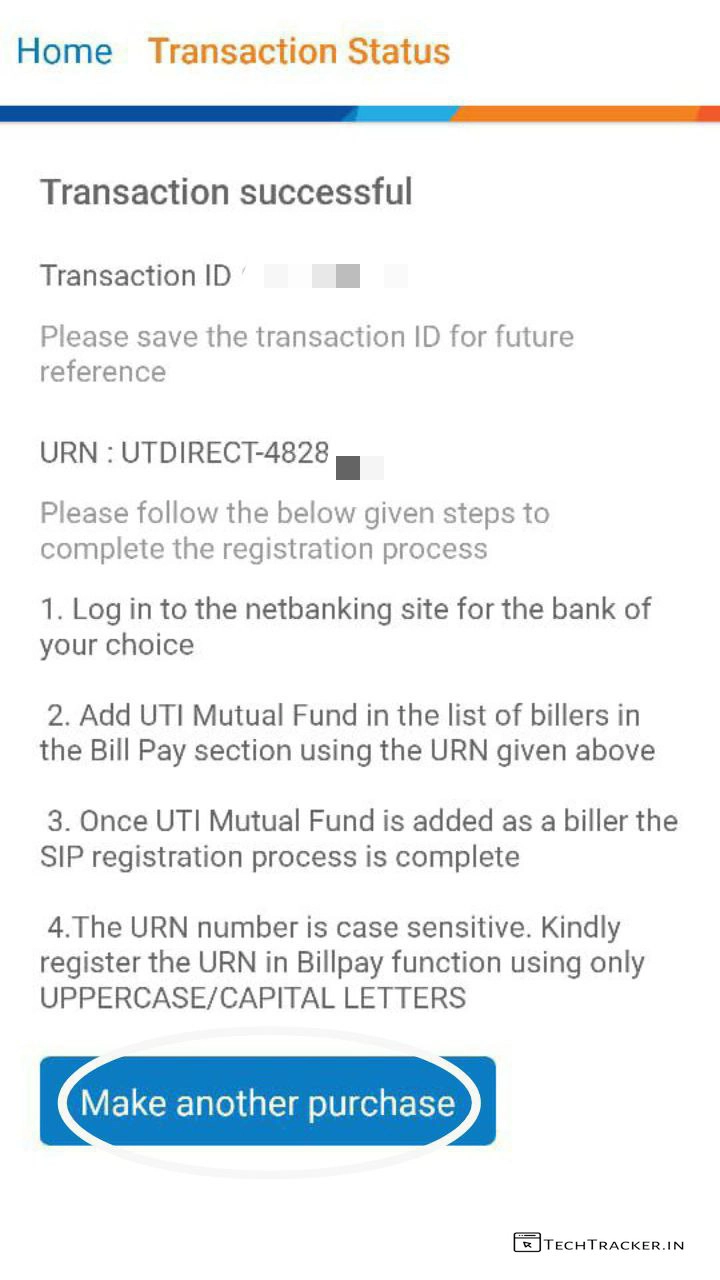 Home Transaction Status
Transaction successful
Transaction ID
Please save the transaction ID for future
reference
URN : UTDIRECT-4828
Please follow the below given steps to
complete the registration process
1. Log in to the netbanking site for the bank of
your choice
2. Add UTI Mutual Fund in the list of billers in
the Bill Pay section using the URN given above
3. Once UTI Mutual Fund is added as a biller the
SIP registration process is complete
4.The URN number is case sensitive. Kindly
register the URN in Billpay function using only
UPPERCASE/CAPITAL LETTERS
Make another purchase
TECHTRACKER.IN